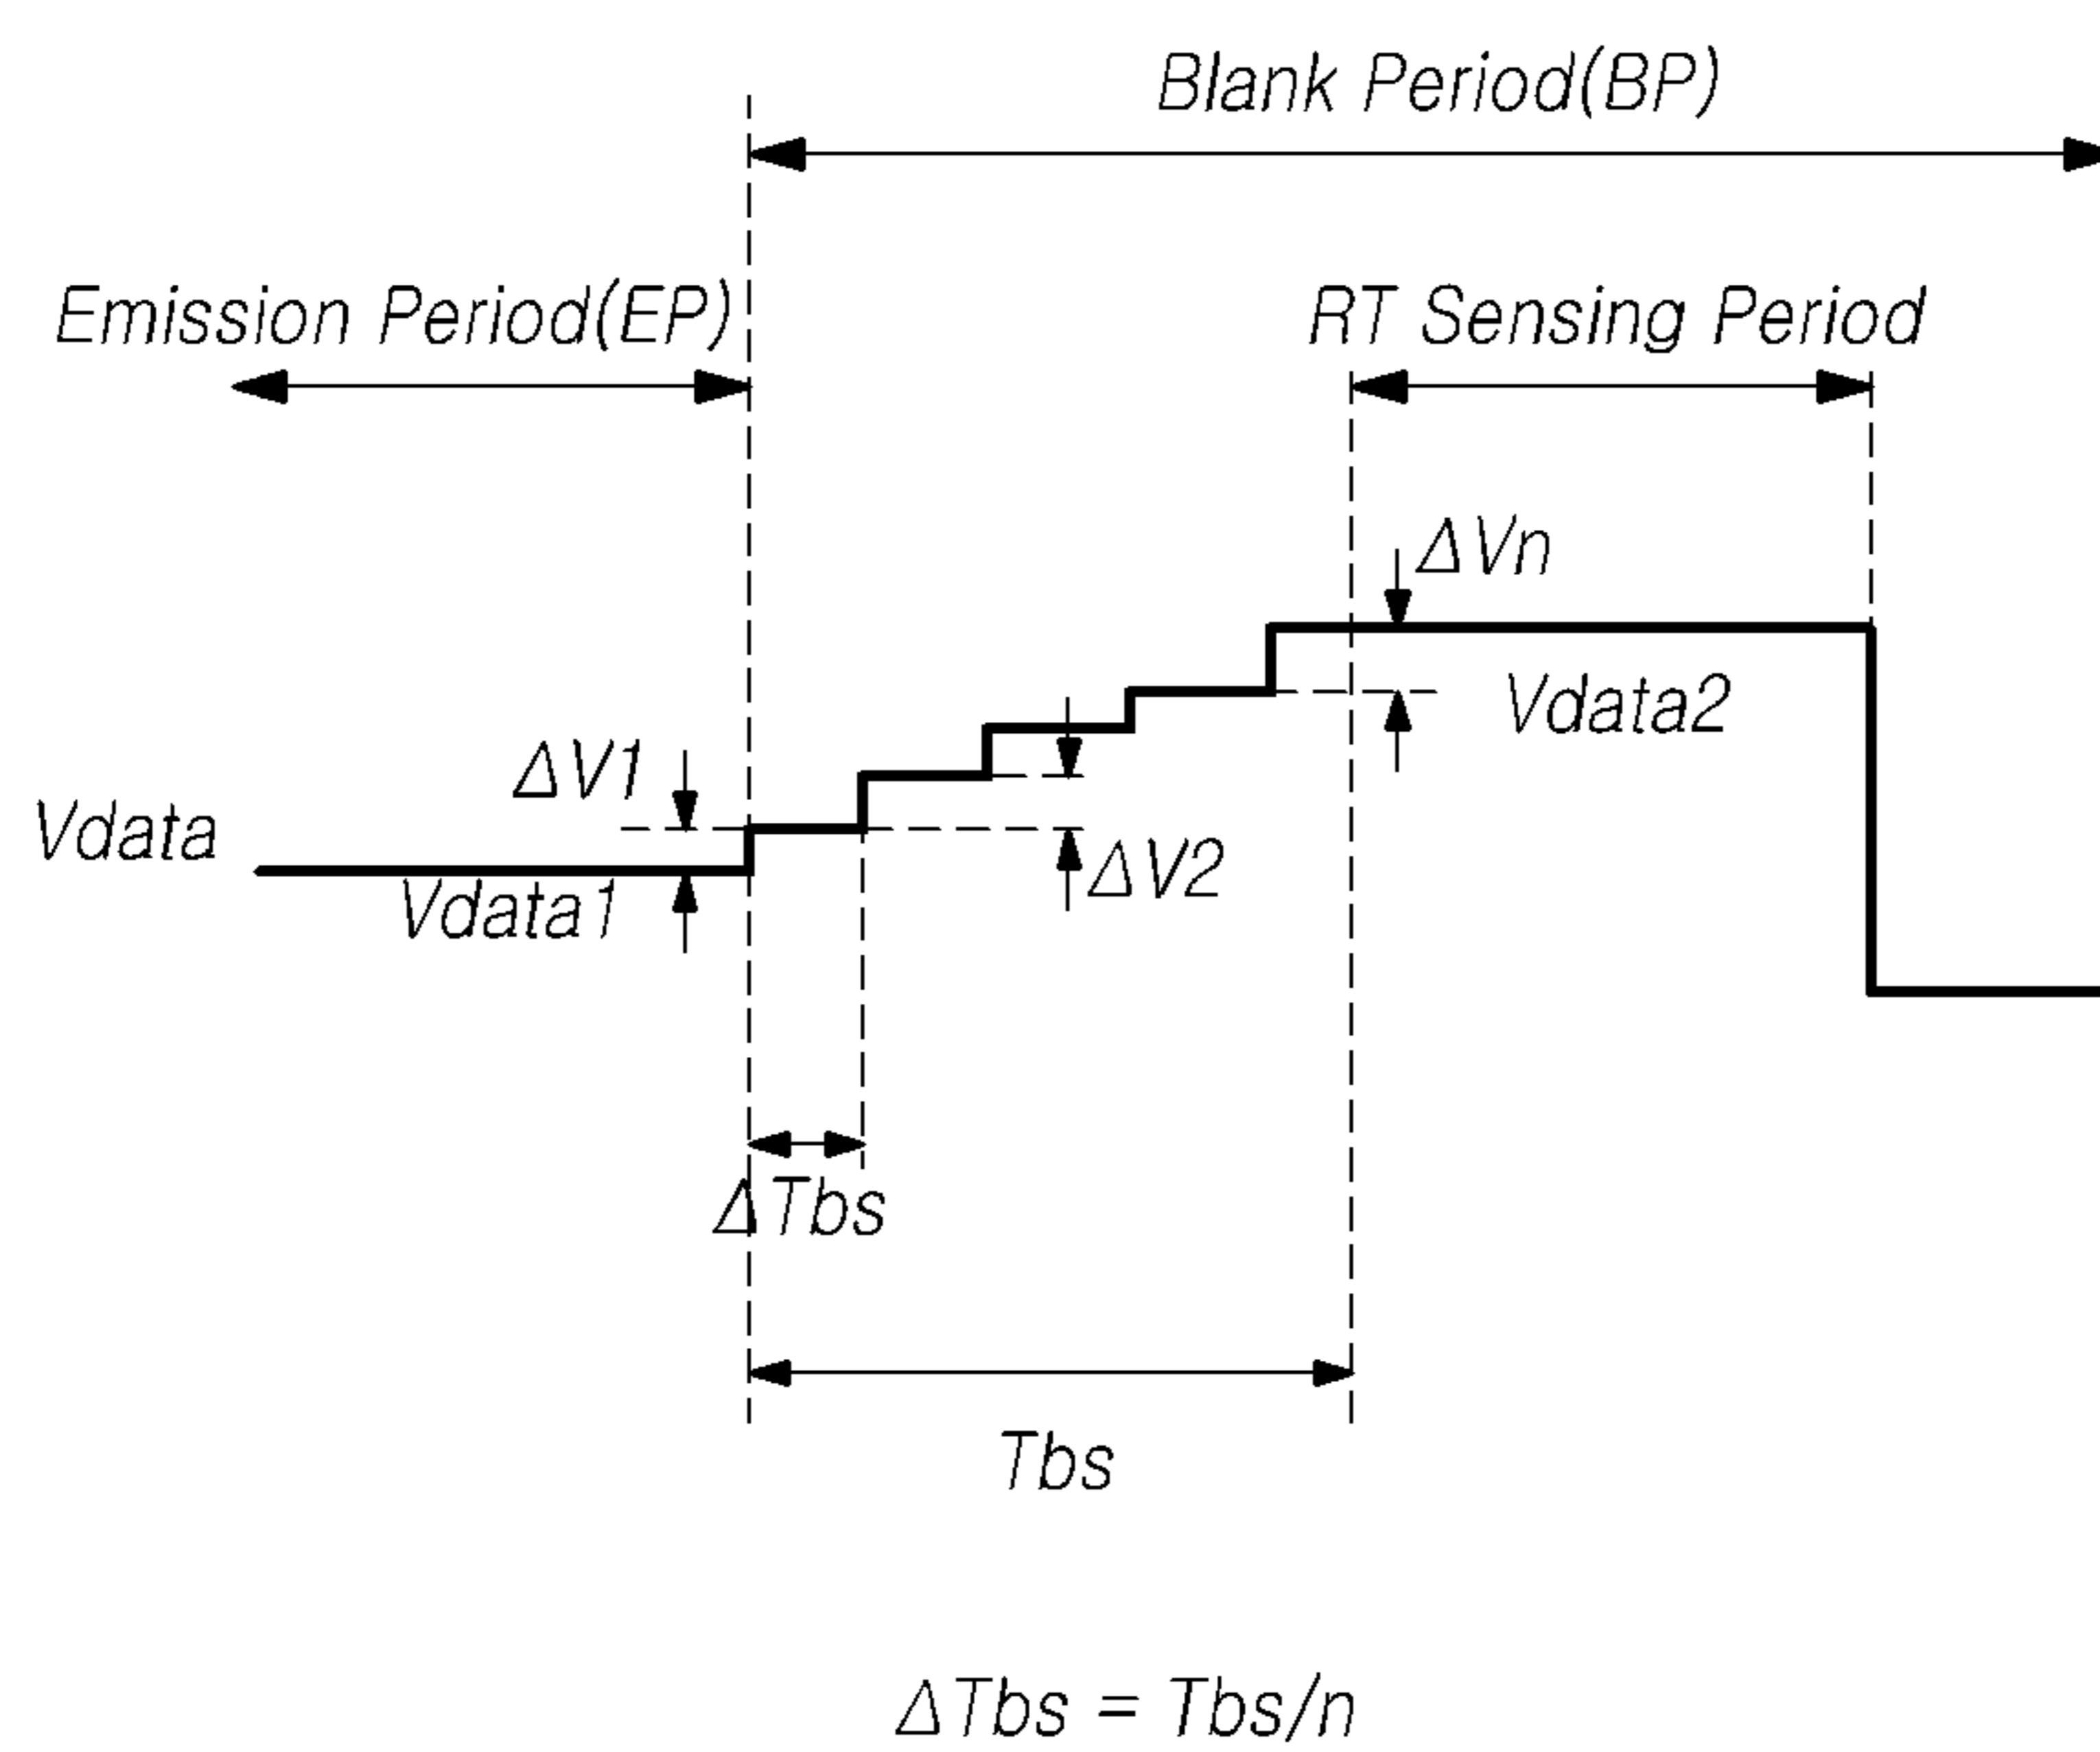 Blank Period(BP)
Emission Period(EP)
RT Sensing Period
ΔVn
Vdata2
ΔV1
Vdata
ΔV2
Vdata1
ΔTbs
Tbs
ΔTbs = Tbs/n